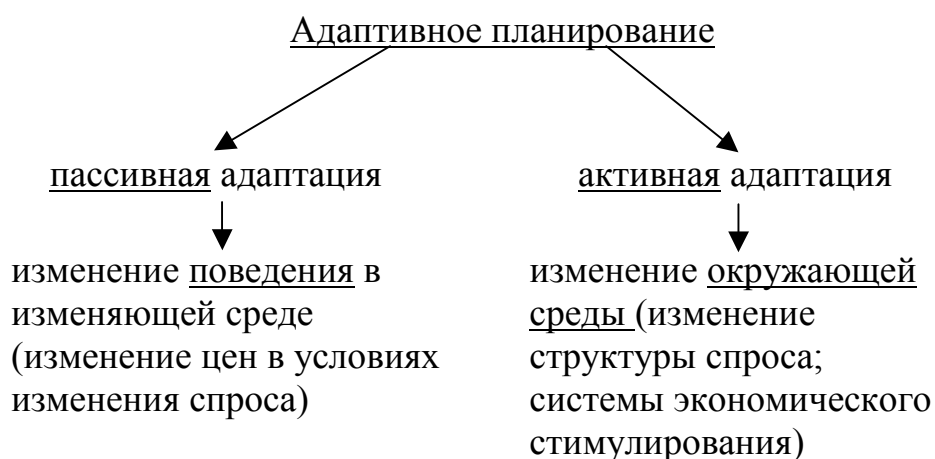 Адаптивное планирование
пассивная адаптация
активная адаптация
изменение поведения в
изменяющей среде
(изменение цен в условиях
изменения спроса)
изменение окружающей
среды (изменение
структуры спроса;
системы экономического
стимулирования)